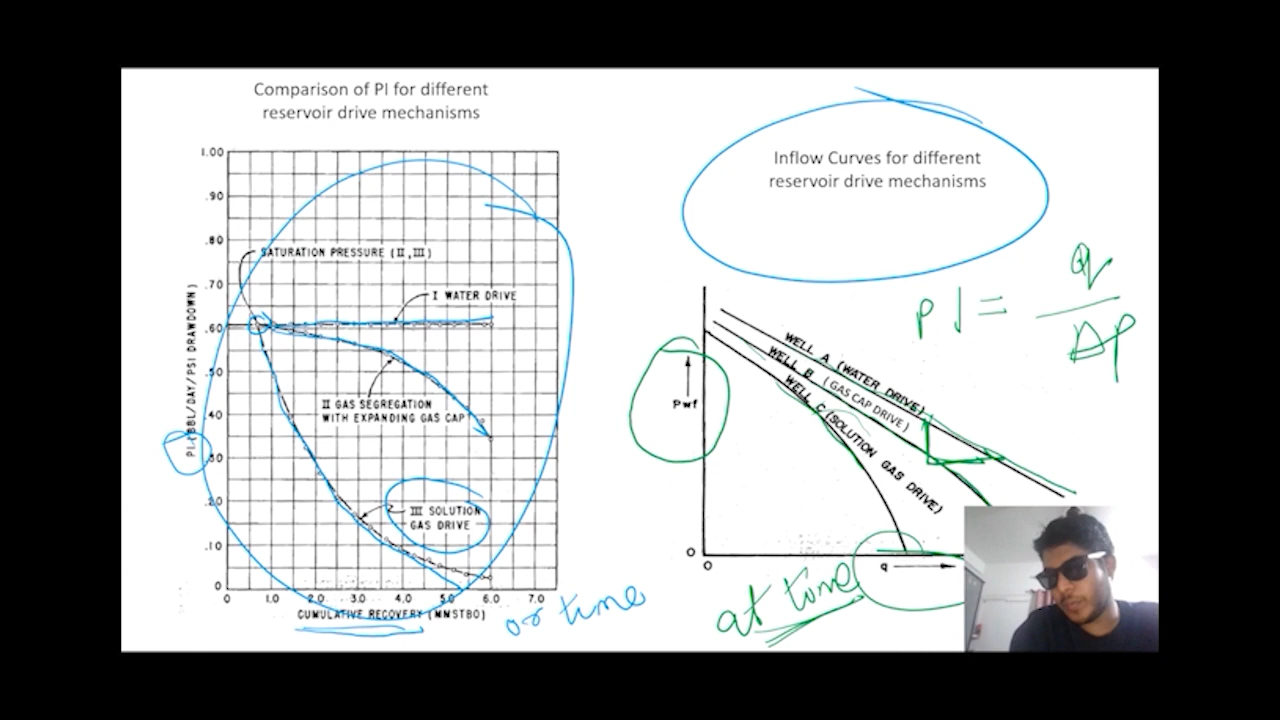 Comparison of PI for different
reservoir drive mechanisms
1.00
.90
.80
.70
.60
.50
.40
.30
.20
.10
0
PI (BBL/DAY/PSI DRAWDOWN)
SATURATION PRESSURE (II, III)
I WATER DRIVE
II GAS SEGREGATION
WITH EXPANDING GAS CAP
III SOLUTION
GAS DRIVE
0 1.0 2.0 3.0 4.0 5.0 6.0 7.0
CUMULATIVE RECOVERY (MMSTBO)
or time
Inflow Curves for different
reservoir drive mechanisms
PI = q
ΔP
Pwf
WELL A (WATER DRIVE)
WELL B (GAS CAP DRIVE)
WELL C (SOLUTION GAS DRIVE)
0
0
q
at time